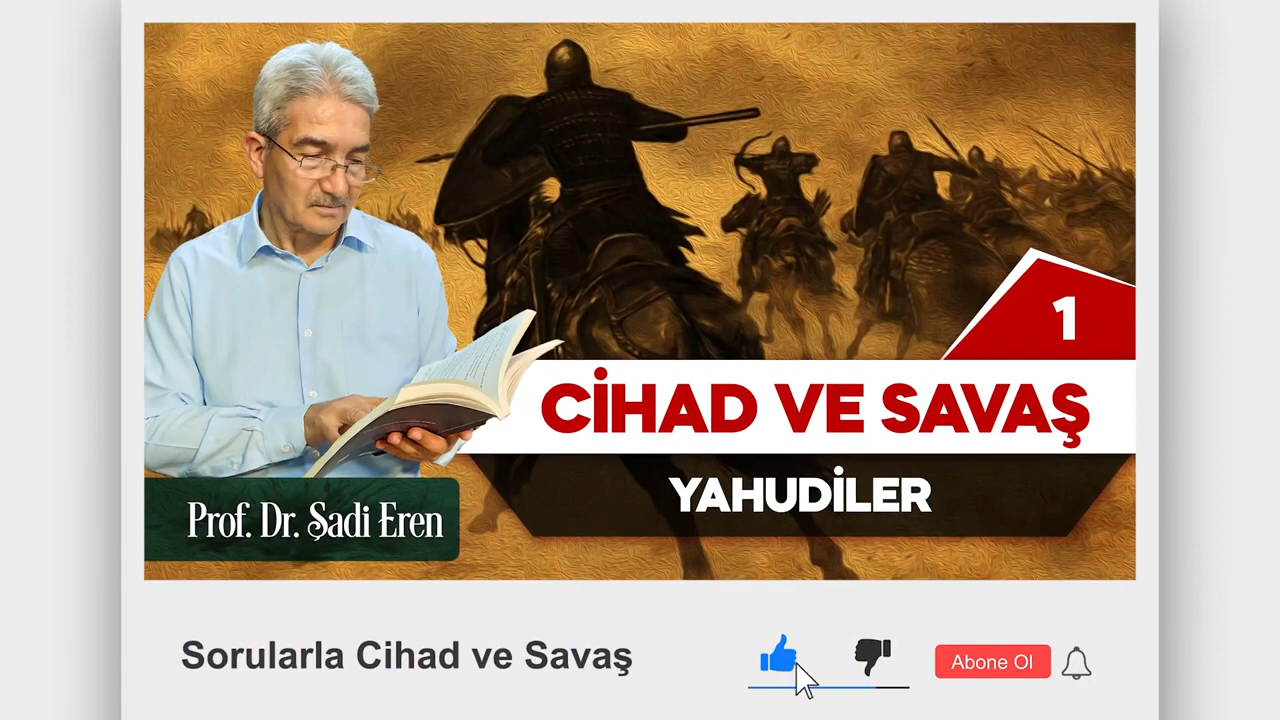 1
CİHAD VE SAVAŞ
YAHUDİLER
Prof. Dr. Şadi Eren
Sorularla Cihad ve Savaş
Abone Ol